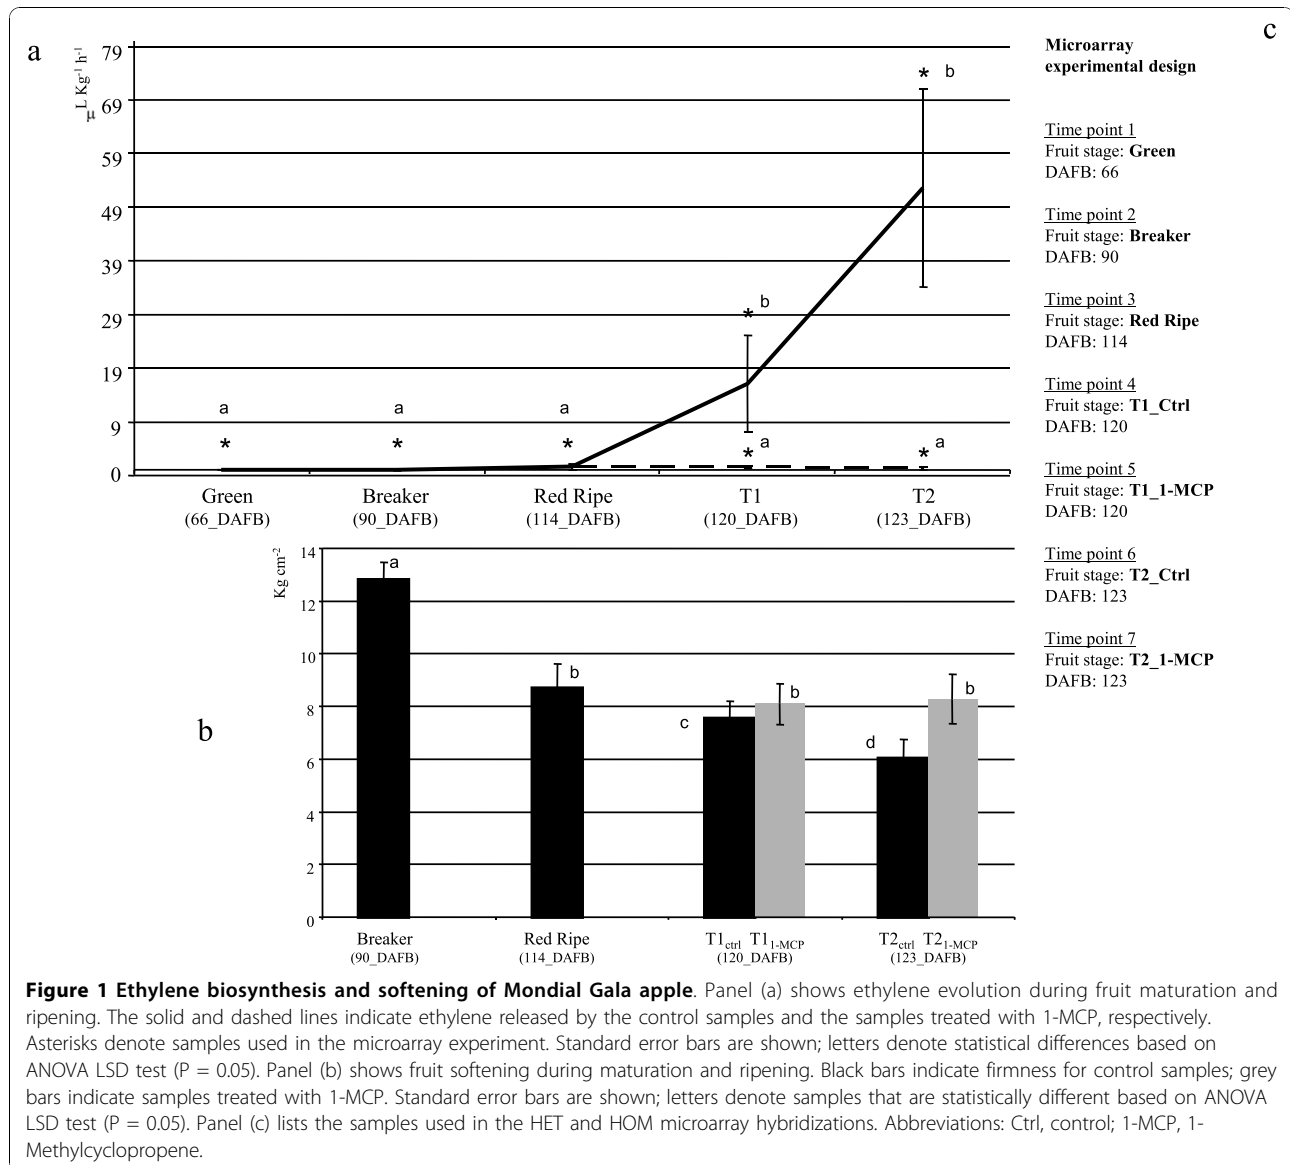 a
µL Kg-1 h-1
79
69
59
49
39
29
19
9
0
* b
* b
a a a
* * * * a * a
Green Breaker Red Ripe T1 T2
(66_DAFB) (90_DAFB) (114_DAFB) (120_DAFB) (123_DAFB)
c
Microarray
experimental design
Time point 1
Fruit stage: Green
DAFB: 66
Time point 2
Fruit stage: Breaker
DAFB: 90
Time point 3
Fruit stage: Red Ripe
DAFB: 114
Time point 4
Fruit stage: T1_Ctrl
DAFB: 120
Time point 5
Fruit stage: T1_1-MCP
DAFB: 120
Time point 6
Fruit stage: T2_Ctrl
DAFB: 123
Time point 7
Fruit stage: T2_1-MCP
DAFB: 123
b
Kg cm-2
14
12
10
8
6
4
2
0
a
b
c b
d b
Breaker Red Ripe T1ctrl T11-MCP T2ctrl T21-MCP
(90_DAFB) (114_DAFB) (120_DAFB) (123_DAFB)
Figure 1 Ethylene biosynthesis and softening of Mondial Gala apple. Panel (a) shows ethylene evolution during fruit maturation and
ripening. The solid and dashed lines indicate ethylene released by the control samples and the samples treated with 1-MCP, respectively.
Asterisks denote samples used in the microarray experiment. Standard error bars are shown; letters denote statistical differences based on
ANOVA LSD test (P = 0.05). Panel (b) shows fruit softening during maturation and ripening. Black bars indicate firmness for control samples; grey
bars indicate samples treated with 1-MCP. Standard error bars are shown; letters denote samples that are statistically different based on ANOVA
LSD test (P = 0.05). Panel (c) lists the samples used in the HET and HOM microarray hybridizations. Abbreviations: Ctrl, control; 1-MCP, 1-
Methylcyclopropene.